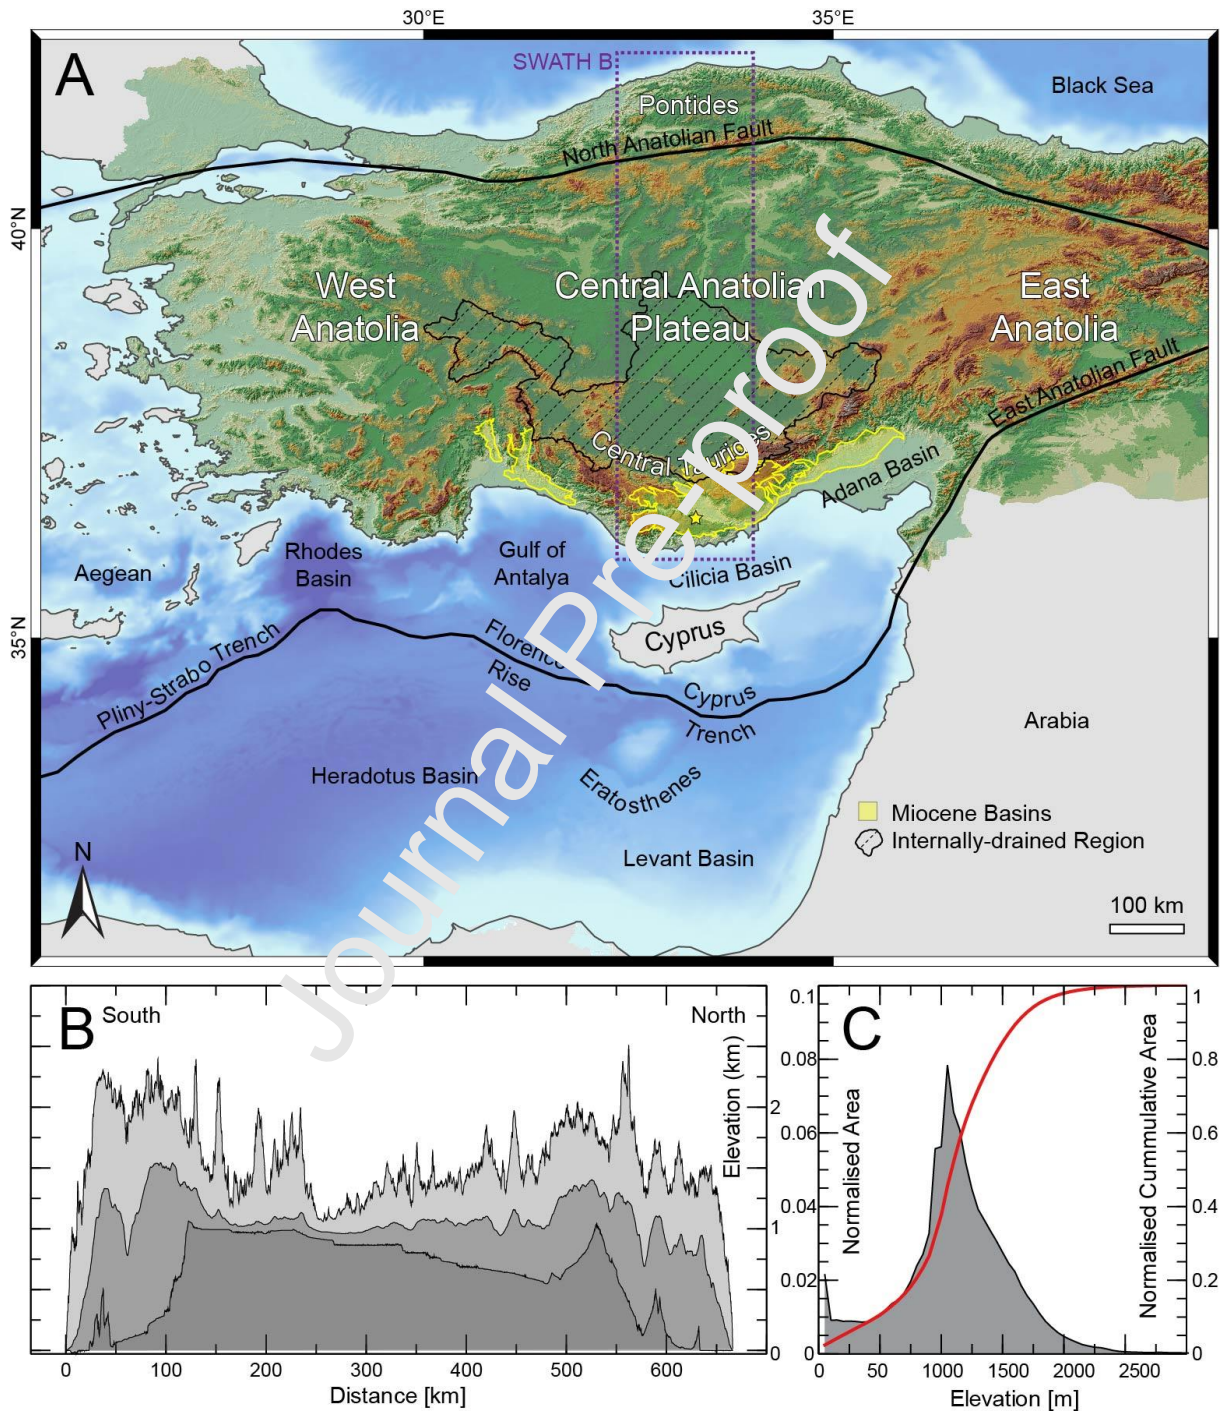 30°E
35°E
A
SWATH B
Black Sea
Pontides
North Anatolian Fault
40°N
West
Anatolia
Central Anatolian
Plateau
East
Anatolia
East Anatolian Fault
Central Taurides
Adana Basin
Aegean
Rhodes
Basin
Gulf of
Antalya
Cilicia Basin
Cyprus
35°N
Pliny-Strabo Trench
Florence
Rise
Cyprus
Trench
Arabia
Heradotus Basin
Eratosthenes
Levant Basin
Miocene Basins
Internally-drained Region
N
100 km
Journal Pre-proof
B
South
North
Elevation (km)
2
1
0
0
100
200
300
400
500
600
Distance [km]
C
0.1
0.08
0.06
0.04
0.02
0
Normalised Area
Normalised Cummulative Area
1
0.8
0.6
0.4
0.2
0
0
50
1000
1500
2000
2500
Elevation [m]